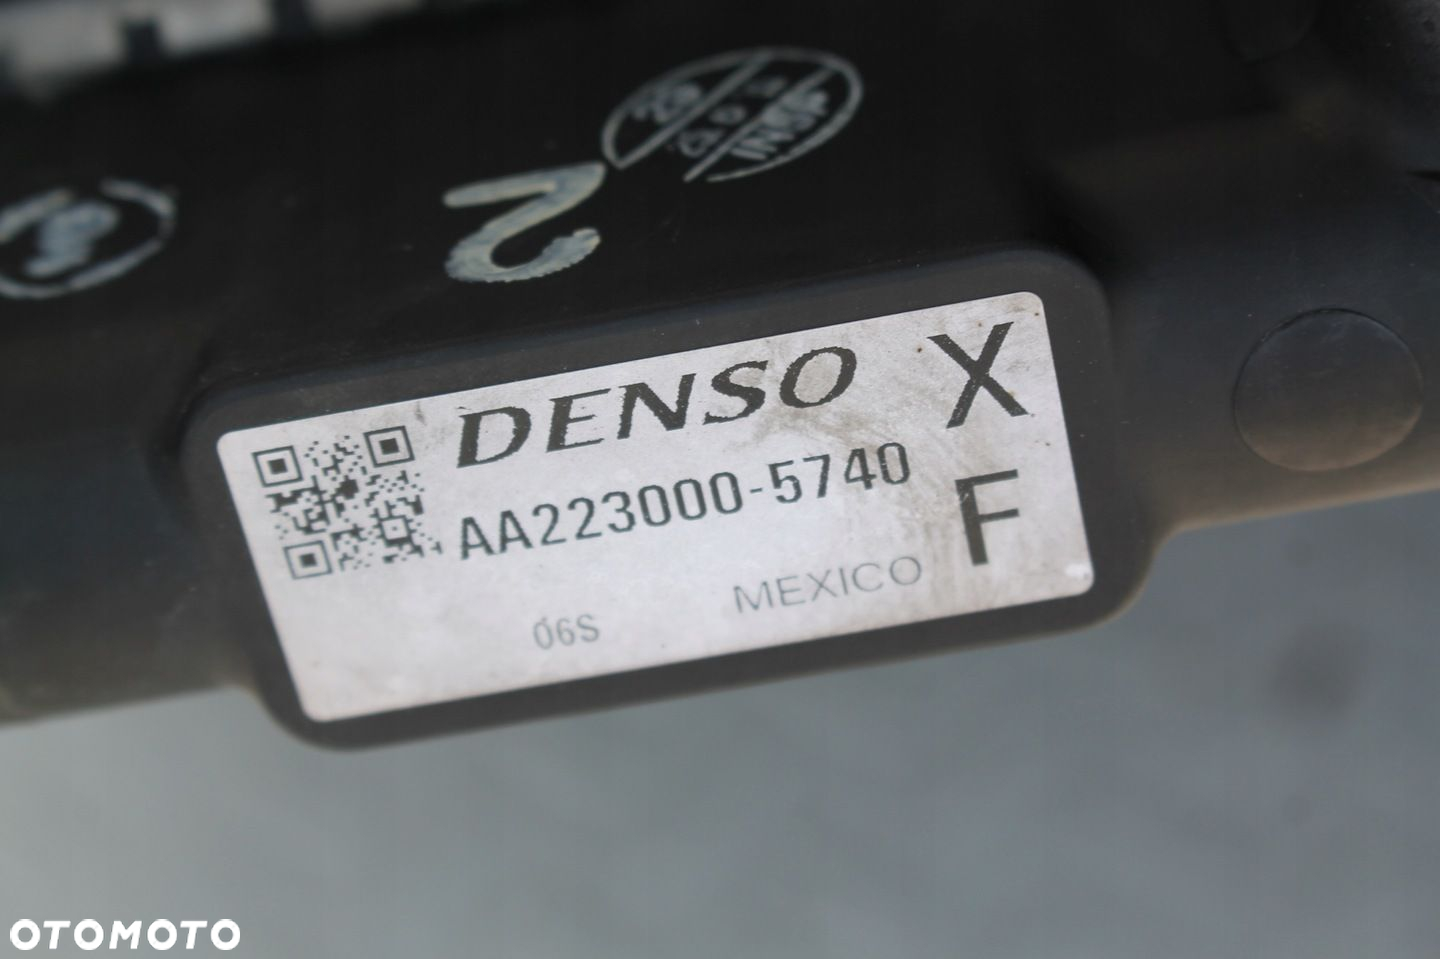 2
DENSO
X
AA223000-5740
F
06S
MEXICO
OTOMOTO